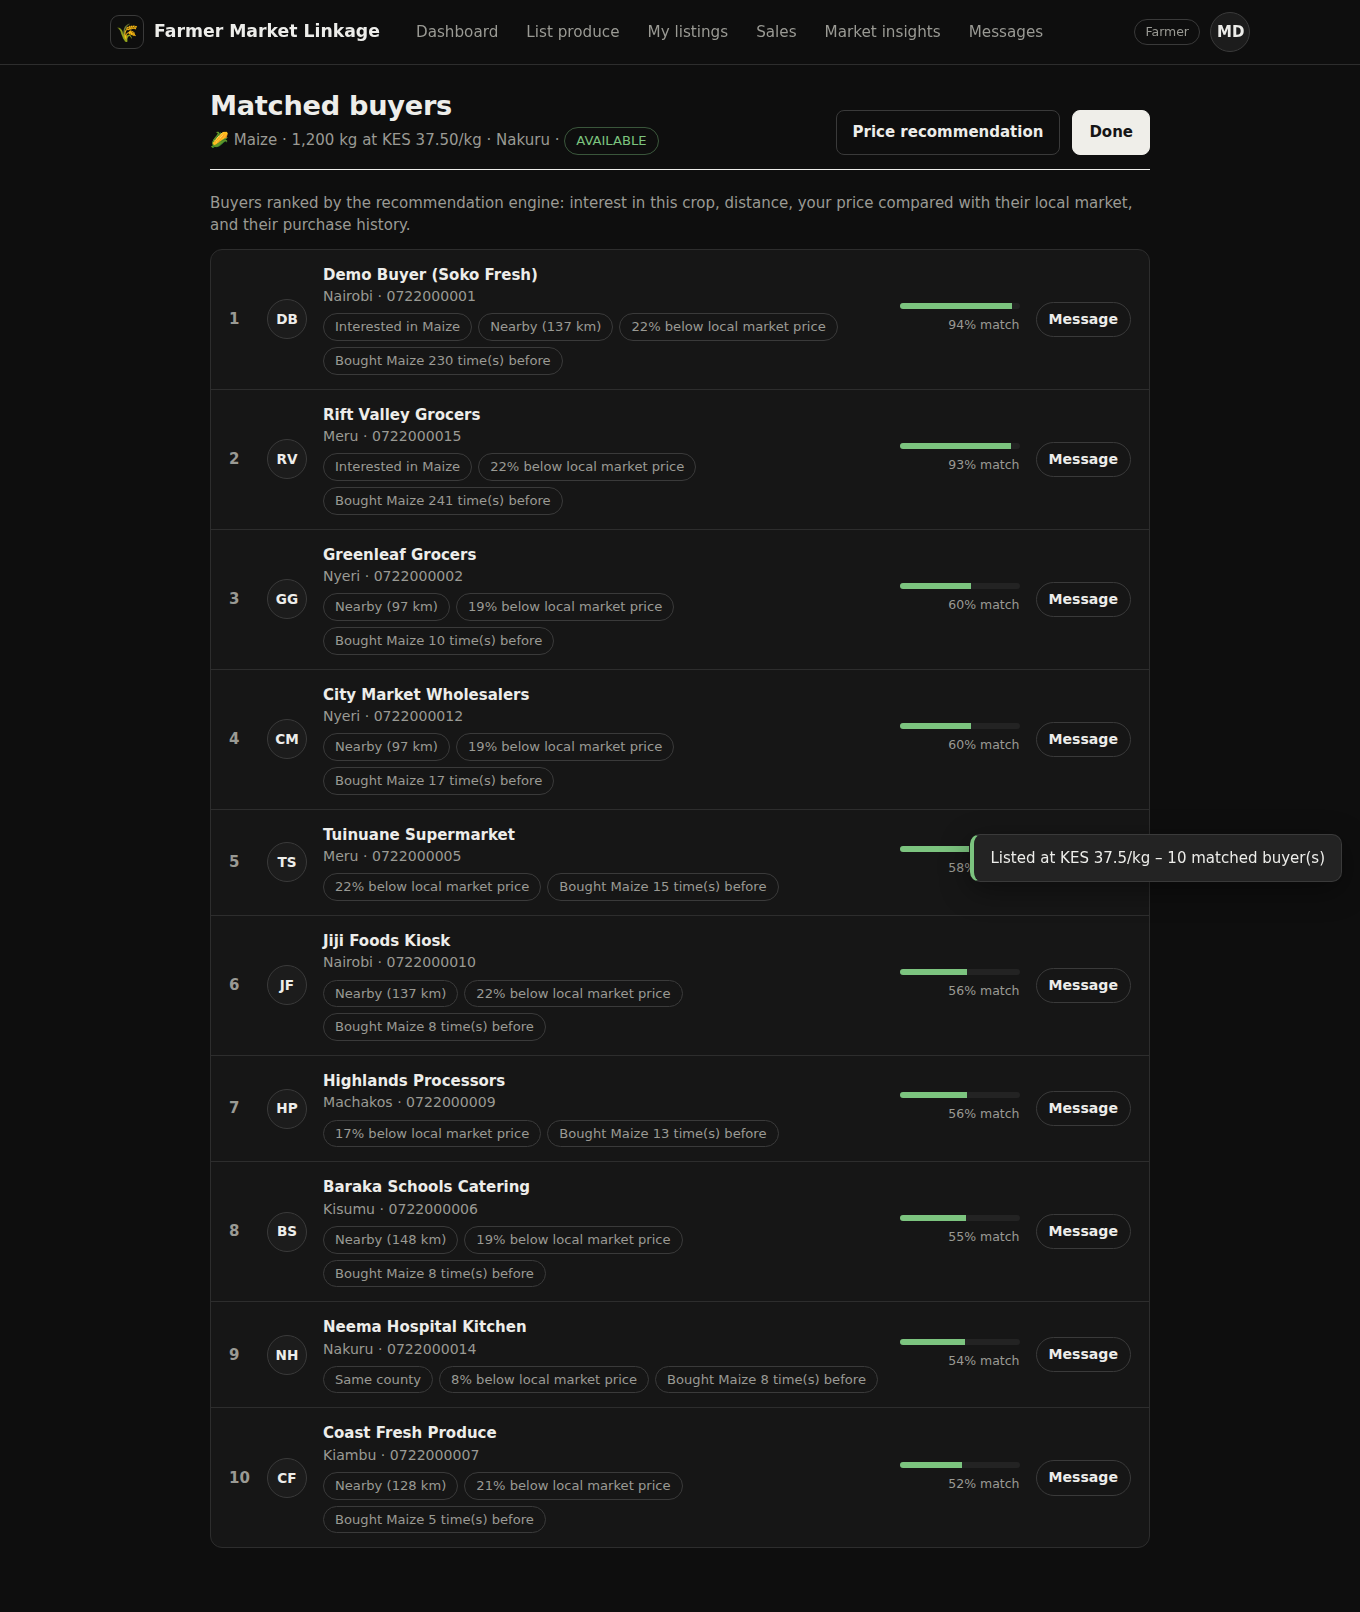 Farmer Market Linkage
Dashboard
List produce
My listings
Sales
Market insights
Messages
Farmer
MD
Matched buyers
Maize · 1,200 kg at KES 37.50/kg · Nakuru · AVAILABLE
Price recommendation
Done
Buyers ranked by the recommendation engine: interest in this crop, distance, your price compared with their local market,
and their purchase history.
1
DB
Demo Buyer (Soko Fresh)
Nairobi · 0722000001
Interested in Maize
Nearby (137 km)
22% below local market price
Bought Maize 230 time(s) before
94% match
Message
2
RV
Rift Valley Grocers
Meru · 0722000015
Interested in Maize
22% below local market price
Bought Maize 241 time(s) before
93% match
Message
3
GG
Greenleaf Grocers
Nyeri · 0722000002
Nearby (97 km)
19% below local market price
Bought Maize 10 time(s) before
60% match
Message
4
CM
City Market Wholesalers
Nyeri · 0722000012
Nearby (97 km)
19% below local market price
Bought Maize 17 time(s) before
60% match
Message
5
TS
Tuinuane Supermarket
Meru · 0722000005
22% below local market price
Bought Maize 15 time(s) before
58%
Listed at KES 37.5/kg – 10 matched buyer(s)
6
JF
Jiji Foods Kiosk
Nairobi · 0722000010
Nearby (137 km)
22% below local market price
Bought Maize 8 time(s) before
56% match
Message
7
HP
Highlands Processors
Machakos · 0722000009
17% below local market price
Bought Maize 13 time(s) before
56% match
Message
8
BS
Baraka Schools Catering
Kisumu · 0722000006
Nearby (148 km)
19% below local market price
Bought Maize 8 time(s) before
55% match
Message
9
NH
Neema Hospital Kitchen
Nakuru · 0722000014
Same county
8% below local market price
Bought Maize 8 time(s) before
54% match
Message
10
CF
Coast Fresh Produce
Kiambu · 0722000007
Nearby (128 km)
21% below local market price
Bought Maize 5 time(s) before
52% match
Message